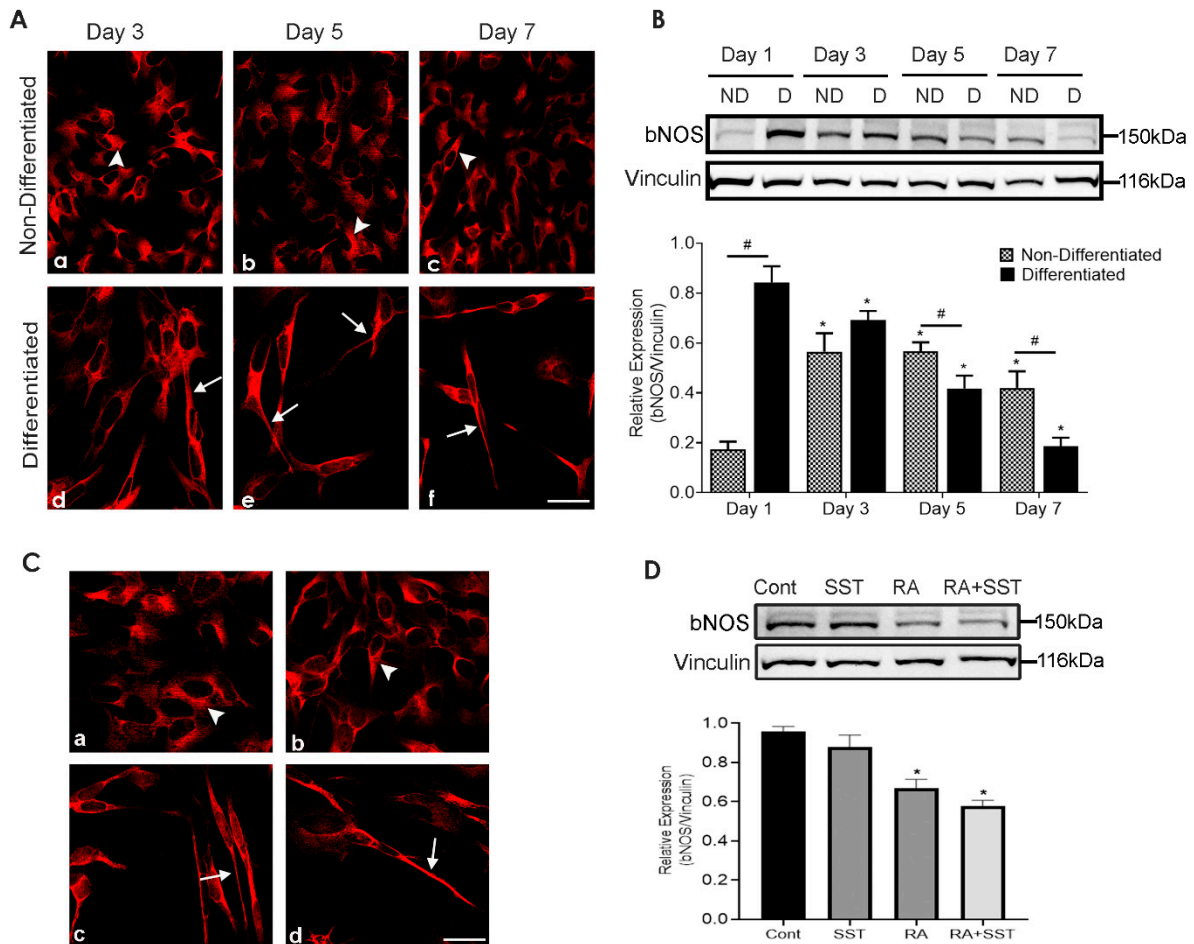 A
Day 3 Day 5 Day 7
Non-Differentiated
a b c
Differentiated
d e f
B
Day 1 Day 3 Day 5 Day 7
ND D ND D ND D ND D
bNOS 150kDa
Vinculin 116kDa
Relative Expression
(bNOS/Vinculin)
1.0
0.8
0.6
0.4
0.2
0.0
# * * * # * * # *
Non-Differentiated
Differentiated
Day 1 Day 3 Day 5 Day 7
C
a b
c d
D
Cont SST RA RA+SST
bNOS 150kDa
Vinculin 116kDa
Relative Expression
(bNOS/Vinculin)
1.0
0.8
0.6
0.4
0.2
0.0
* *
Cont SST RA RA+SST